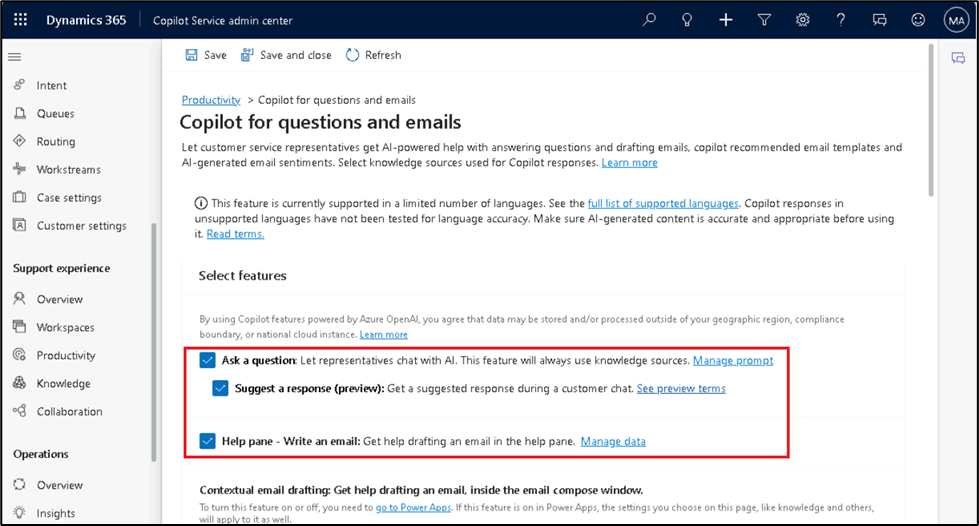 Dynamics 365
Copilot Service admin center
MA
Save
Save and close
Refresh
Intent
Queues
Routing
Workstreams
Case settings
Customer settings
Support experience
Overview
Workspaces
Productivity
Knowledge
Collaboration
Operations
Overview
Insights
Productivity > Copilot for questions and emails
Copilot for questions and emails
Let customer service representatives get AI-powered help with answering questions and drafting emails, copilot recommended email templates and
AI-generated email sentiments. Select knowledge sources used for Copilot responses. Learn more
This feature is currently supported in a limited number of languages. See the full list of supported languages. Copilot responses in
unsupported languages have not been tested for language accuracy. Make sure AI-generated content is accurate and appropriate before using
it. Read terms.
Select features
By using Copilot features powered by Azure OpenAI, you agree that data may be stored and/or processed outside of your geographic region, compliance
boundary, or national cloud instance. Learn more
Ask a question: Let representatives chat with AI. This feature will always use knowledge sources. Manage prompt
Suggest a response (preview): Get a suggested response during a customer chat. See preview terms
Help pane - Write an email: Get help drafting an email in the help pane. Manage data
Contextual email drafting: Get help drafting an email, inside the email compose window.
To turn this feature on or off, you need to go to Power Apps. If this feature is on in Power Apps, the settings you choose on this page, like knowledge and others,
will apply to it as well.